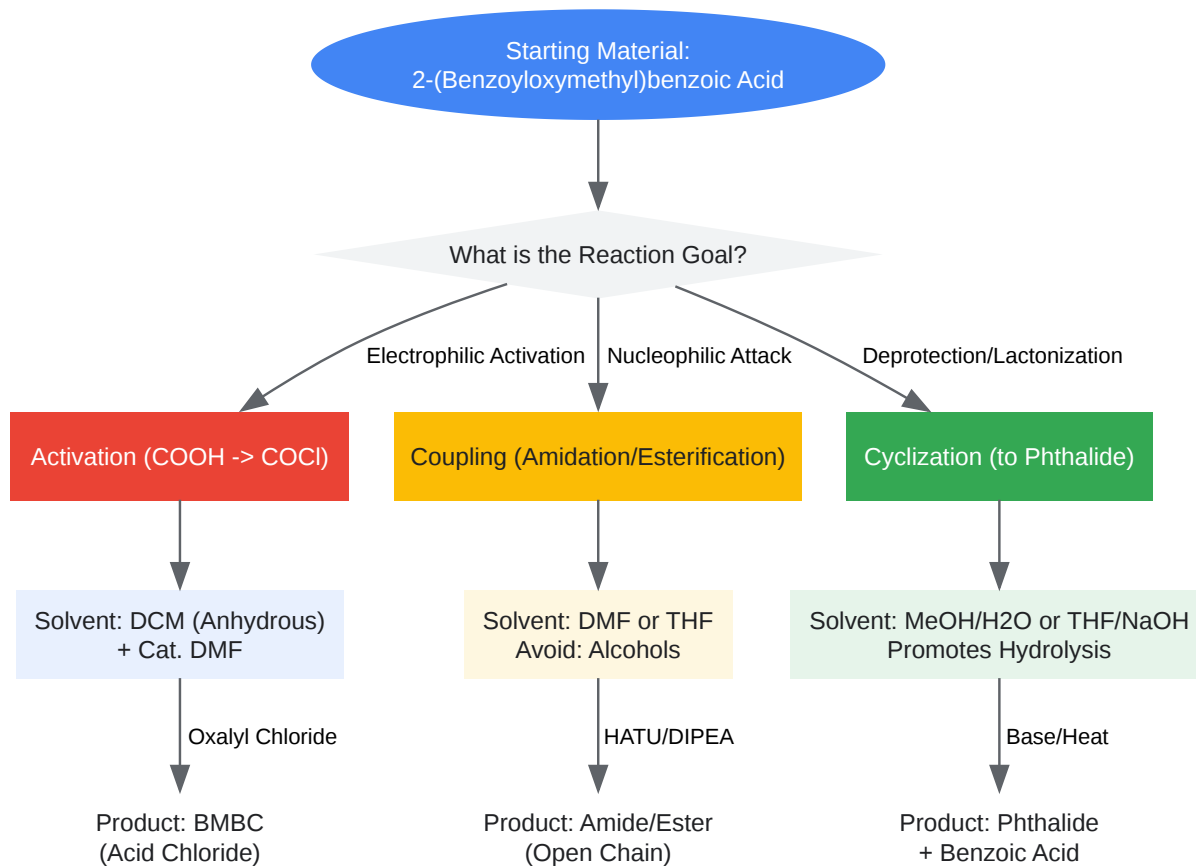 Starting Material:
2-(Benzoyloxymethyl)benzoic Acid
What is the Reaction Goal?
Electrophilic Activation
Nucleophilic Attack
Deprotection/Lactonization
Activation (COOH -> COCl)
Coupling (Amidation/Esterification)
Cyclization (to Phthalide)
Solvent: DCM (Anhydrous)
+ Cat. DMF
Solvent: DMF or THF
Avoid: Alcohols
Solvent: MeOH/H2O or THF/NaOH
Promotes Hydrolysis
Oxalyl Chloride
HATU/DIPEA
Base/Heat
Product: BMBC
(Acid Chloride)
Product: Amide/Ester
(Open Chain)
Product: Phthalide
+ Benzoic Acid